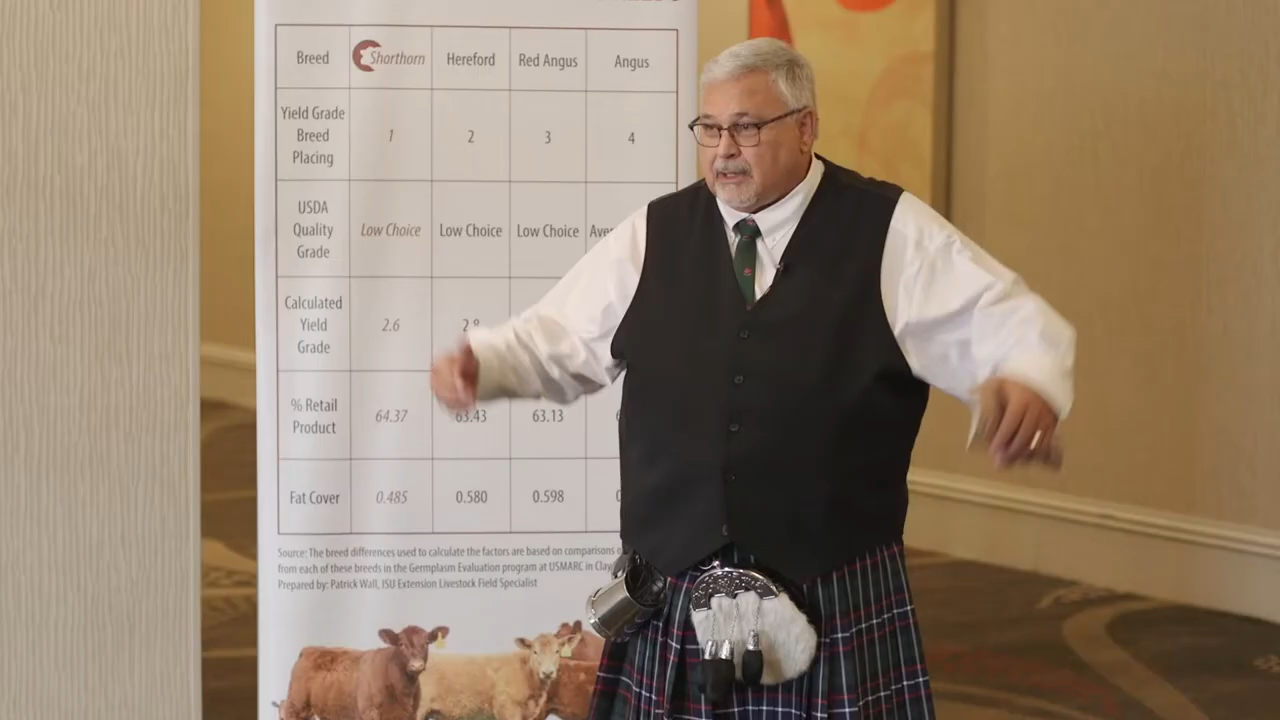 Breed Shorthorn Hereford Red Angus Angus
Yield Grade
Breed
Placing
1 2 3 4
USDA
Quality
Grade
Low Choice Low Choice Low Choice
Calculated
Yield
Grade
2.6 2.8
% Retail
Product
64.37 63.43 63.13
Fat Cover 0.485 0.580 0.598
Source: The breed differences used to calculate the factors are based on comparisons
from each of these breeds in the Germplasm Evaluation program at USMARC in
Prepared by: Patrick Wall, ISU Extension Livestock Field Specialist